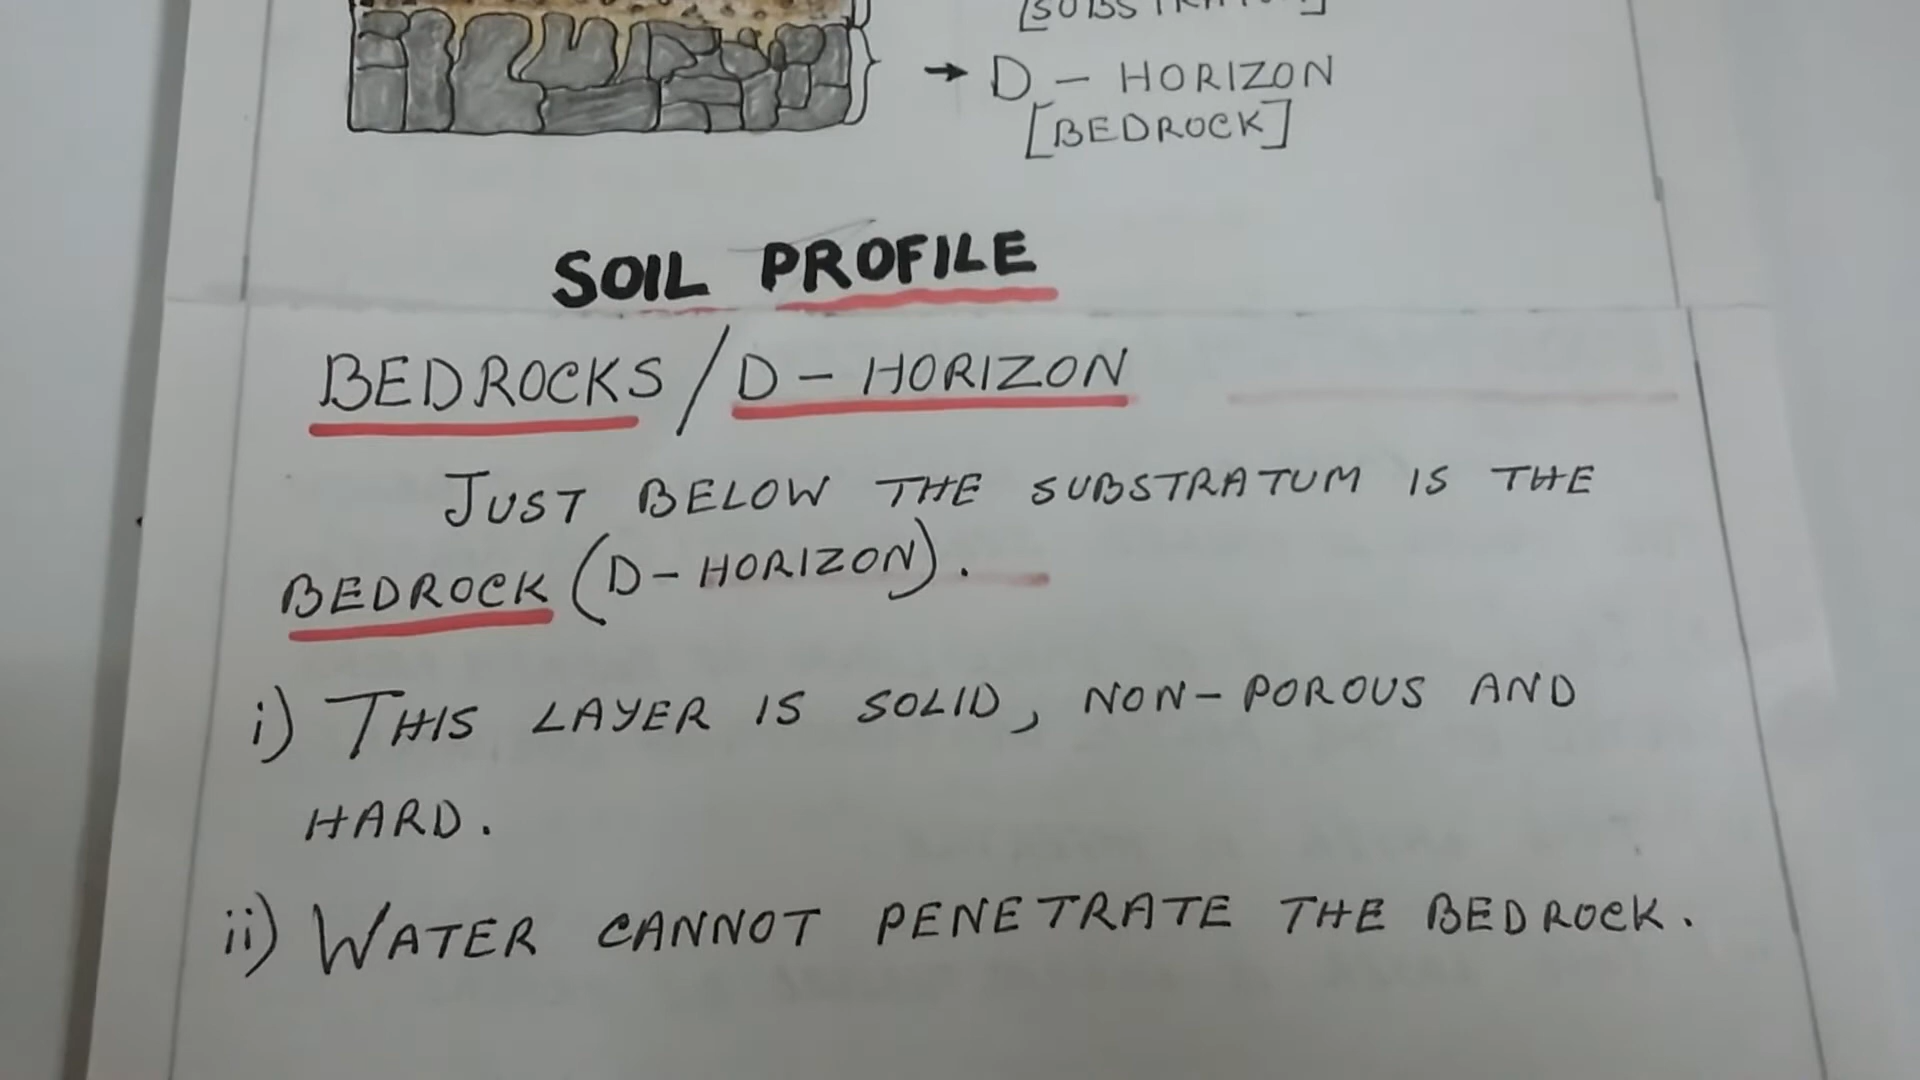 [SUBSTRATUM]
→ D - HORIZON
[BEDROCK]
SOIL PROFILE
BEDROCKS / D - HORIZON
JUST BELOW THE SUBSTRATUM IS THE
BEDROCK (D - HORIZON).
i) THIS LAYER IS SOLID, NON - POROUS AND
HARD.
ii) WATER CANNOT PENETRATE THE BEDROCK.